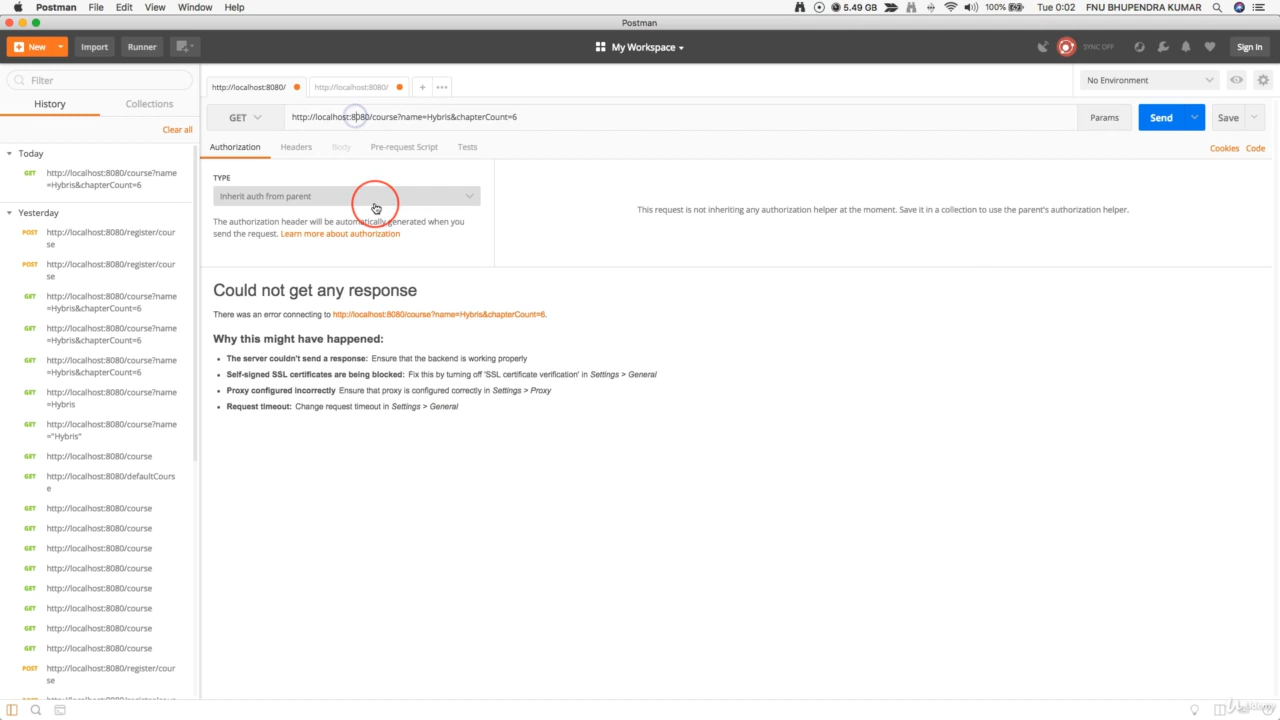 Postman File Edit View Window Help 5.49 GB 100% Tue 0:02 FNU BHUPENDRA KUMAR
Postman
New Import Runner My Workspace SYNC OFF Sign In
Filter
History Collections
Clear all
Today
GET http://localhost:8080/course?name
=Hybris&chapterCount=6
Yesterday
POST http://localhost:8080/register/cour
se
POST http://localhost:8080/register/cour
se
GET http://localhost:8080/course?name
=Hybris&chapterCount=6
GET http://localhost:8080/course?name
=Hybris&chapterCount=6
GET http://localhost:8080/course?name
=Hybris&chapterCount=6
GET http://localhost:8080/course?name
=Hybris
GET http://localhost:8080/course?name
="Hybris"
GET http://localhost:8080/course
GET http://localhost:8080/defaultCours
e
GET http://localhost:8080/course
GET http://localhost:8080/course
GET http://localhost:8080/course
GET http://localhost:8080/course
GET http://localhost:8080/course
GET http://localhost:8080/course
GET http://localhost:8080/course
GET http://localhost:8080/course
POST http://localhost:8080/register/cour
se
http://localhost:8080/ http://localhost:8080/ + ••• No Environment
GET http://localhost:8080/course?name=Hybris&chapterCount=6 Params Send Save
Authorization Headers Body Pre-request Script Tests Cookies Code
TYPE
Inherit auth from parent
The authorization header will be automatically generated when you
send the request. Learn more about authorization
This request is not inheriting any authorization helper at the moment. Save it in a collection to use the parent's authorization helper.
Could not get any response
There was an error connecting to http://localhost:8080/course?name=Hybris&chapterCount=6.
Why this might have happened:
• The server couldn't send a response: Ensure that the backend is working properly
• Self-signed SSL certificates are being blocked: Fix this by turning off 'SSL certificate verification' in Settings > General
• Proxy configured incorrectly Ensure that proxy is configured correctly in Settings > Proxy
• Request timeout: Change request timeout in Settings > General